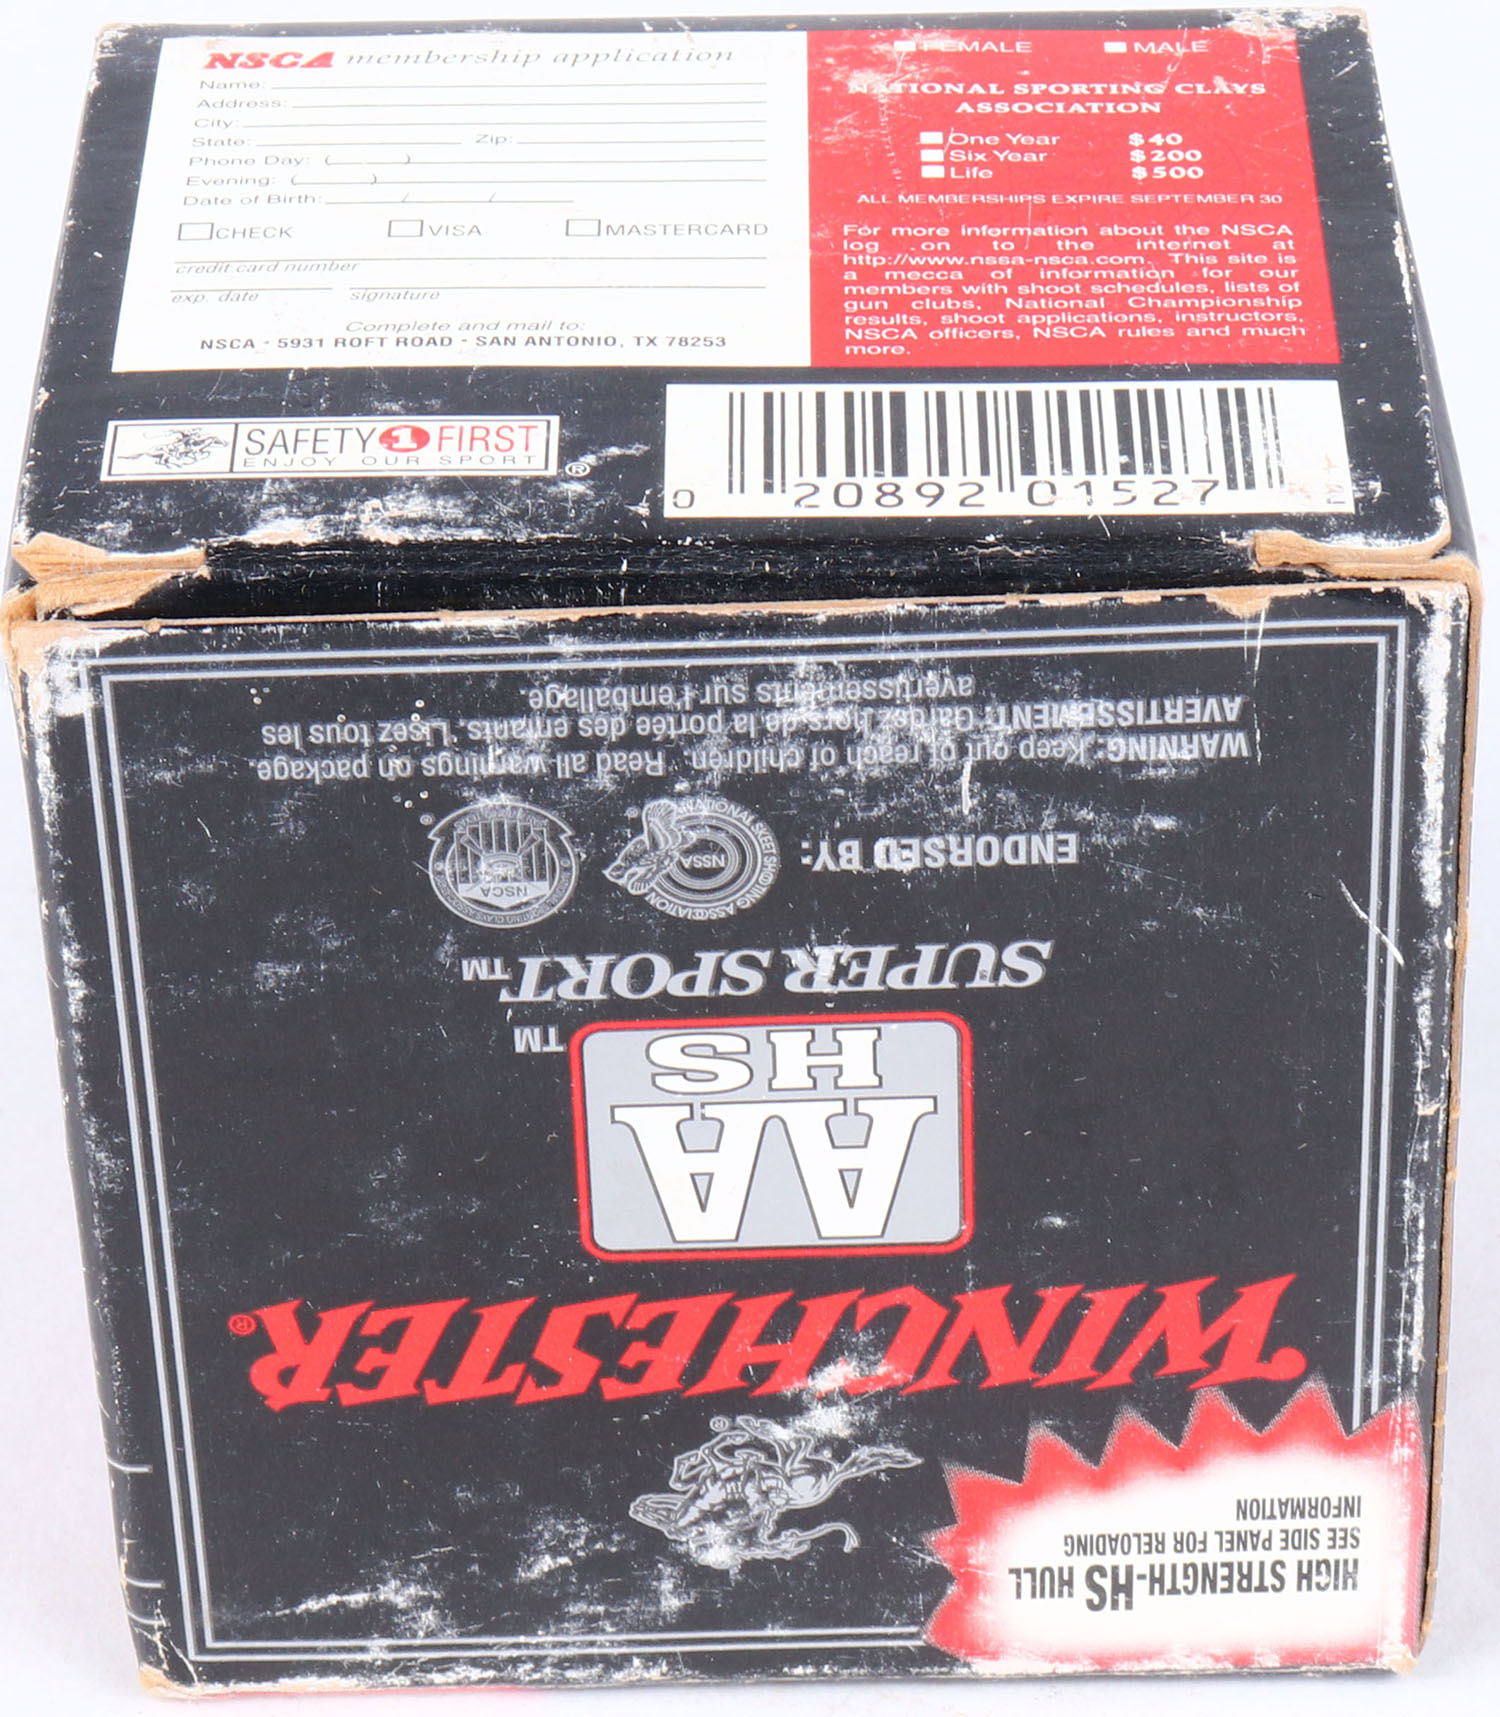 NSCA membership application
Name:
Address:
City:
State: Zip:
Phone Day: ( )
Evening: ( )
Date of Birth: / /
CHECK VISA MASTERCARD
credit card number
exp. date signature
Complete and mail to:
NSCA - 5931 ROFT ROAD - SAN ANTONIO, TX 78253
FEMALE MALE
NATIONAL SPORTING CLAYS
ASSOCIATION
One Year $40
Six Year $200
Life $500
ALL MEMBERSHIPS EXPIRE SEPTEMBER 30
For more information about the NSCA
log on to the internet at
http://www.nssa-nsca.com. This site is
a mecca of information for our
members with shoot schedules, lists of
gun clubs, National Championship
results, shoot applications, instructors,
NSCA officers, NSCA rules and much
more.
SAFETY 1 FIRST
ENJOY OUR SPORT ®
0 20892 01527
HIGH STRENGTH-HS HULL
SEE SIDE PANEL FOR RELOADING
INFORMATION
®
WINCHESTER®
AA
HS
TM
SUPER SPORT™
ENDORSED BY:
NATIONAL SKEET SHOOTING ASSOCIATION
NSSA
®
NSCA
®
WARNING: Keep out of reach of children. Read all warnings on package.
AVERTISSEMENT: Gardez hors de la portée des enfants. Lisez tous les
avertissements sur l'emballage.